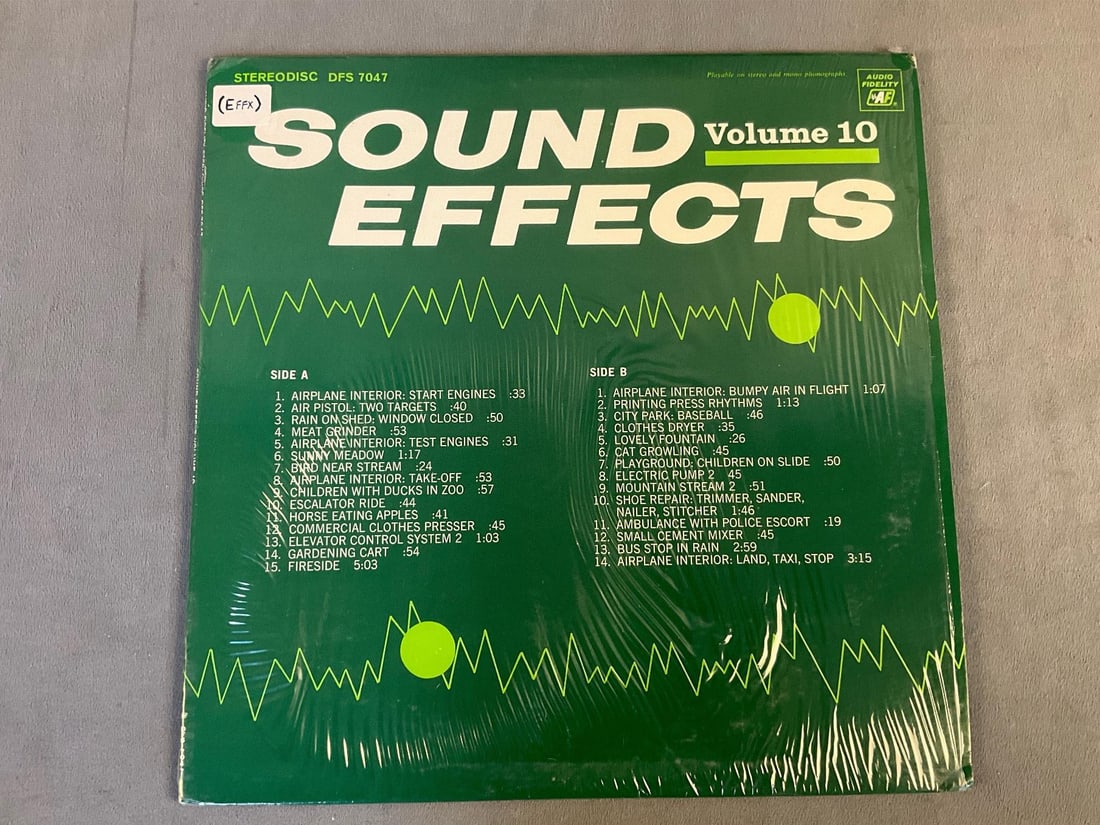 STEREODISC DFS 7047
Playable on stereo and mono phonographs
AUDIO
FIDELITY
AF
(EFFX)
SOUND
Volume 10
EFFECTS
SIDE A
1. AIRPLANE INTERIOR: START ENGINES :33
2. AIR PISTOL: TWO TARGETS :40
3. RAIN ON SHED: WINDOW CLOSED :50
4. MEAT GRINDER :53
5. AIRPLANE INTERIOR: TEST ENGINES :31
6. SUNNY MEADOW 1:17
7. BIRD NEAR STREAM :24
8. AIRPLANE INTERIOR: TAKE-OFF :53
9. CHILDREN WITH DUCKS IN ZOO :57
10. ESCALATOR RIDE :44
11. HORSE EATING APPLES :41
12. COMMERCIAL CLOTHES PRESSER :45
13. ELEVATOR CONTROL SYSTEM 2 1:03
14. GARDENING CART :54
15. FIRESIDE 5:03
SIDE B
1. AIRPLANE INTERIOR: BUMPY AIR IN FLIGHT 1:07
2. PRINTING PRESS RHYTHMS 1:13
3. CITY PARK: BASEBALL :46
4. CLOTHES DRYER :35
5. LOVELY FOUNTAIN :26
6. CAT GROWLING :45
7. PLAYGROUND: CHILDREN ON SLIDE :50
8. ELECTRIC PUMP 2 45
9. MOUNTAIN STREAM 2 :51
10. SHOE REPAIR: TRIMMER, SANDER,
NAILER, STITCHER 1:46
11. AMBULANCE WITH POLICE ESCORT :19
12. SMALL CEMENT MIXER :45
13. BUS STOP IN RAIN 2:59
14. AIRPLANE INTERIOR: LAND, TAXI, STOP 3:15